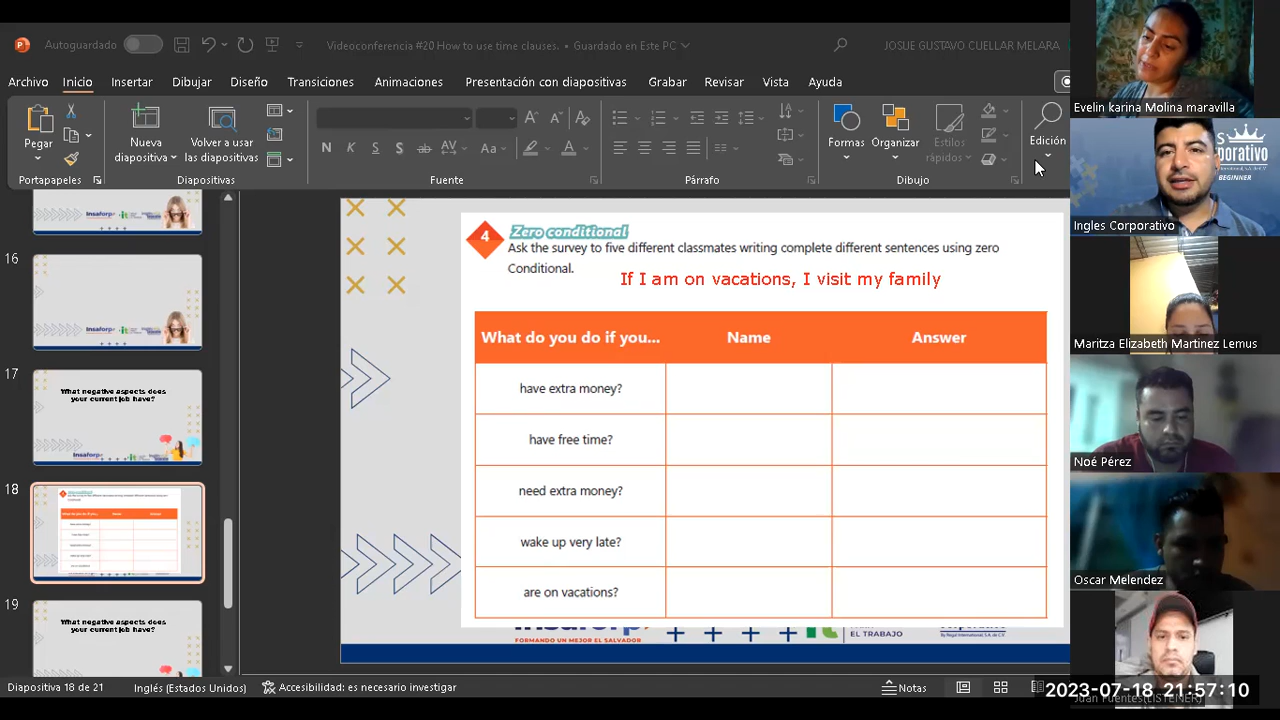 Autoguardado
Videoconferencia #20 How to use time clauses. • Guardado en Este PC
JOSUE GUSTAVO CUELLAR MELARA
Archivo Inicio Insertar Dibujar Diseño Transiciones Animaciones Presentación con diapositivas Grabar Revisar Vista Ayuda
Pegar
Nueva diapositiva
Volver a usar las diapositivas
N K S S ab AV Aa A
Formas
Organizar
Estilos rápidos
Edición
Portapapeles
Diapositivas
Fuente
Párrafo
Dibujo
16
17
What negative aspects does
your current job have?
18
19
What negative aspects does
your current job have?
4
Zero conditional
Ask the survey to five different classmates writing complete different sentences using zero
Conditional.
If I am on vacations, I visit my family
What do you do if you... Name Answer
have extra money?
have free time?
need extra money?
wake up very late?
are on vacations?
FORMANDO UN MEJOR EL SALVADOR
EL TRABAJO
Diapositiva 18 de 21
Inglés (Estados Unidos)
Accesibilidad: es necesario investigar
Notas
Evelin karina Molina maravilla
BEGINNER
Ingles Corporativo
Maritza Elizabeth Martinez Lemus
Noé Pérez
Oscar Melendez
Juan Fuentes(LISTENER)
2023-07-18 21:57:10